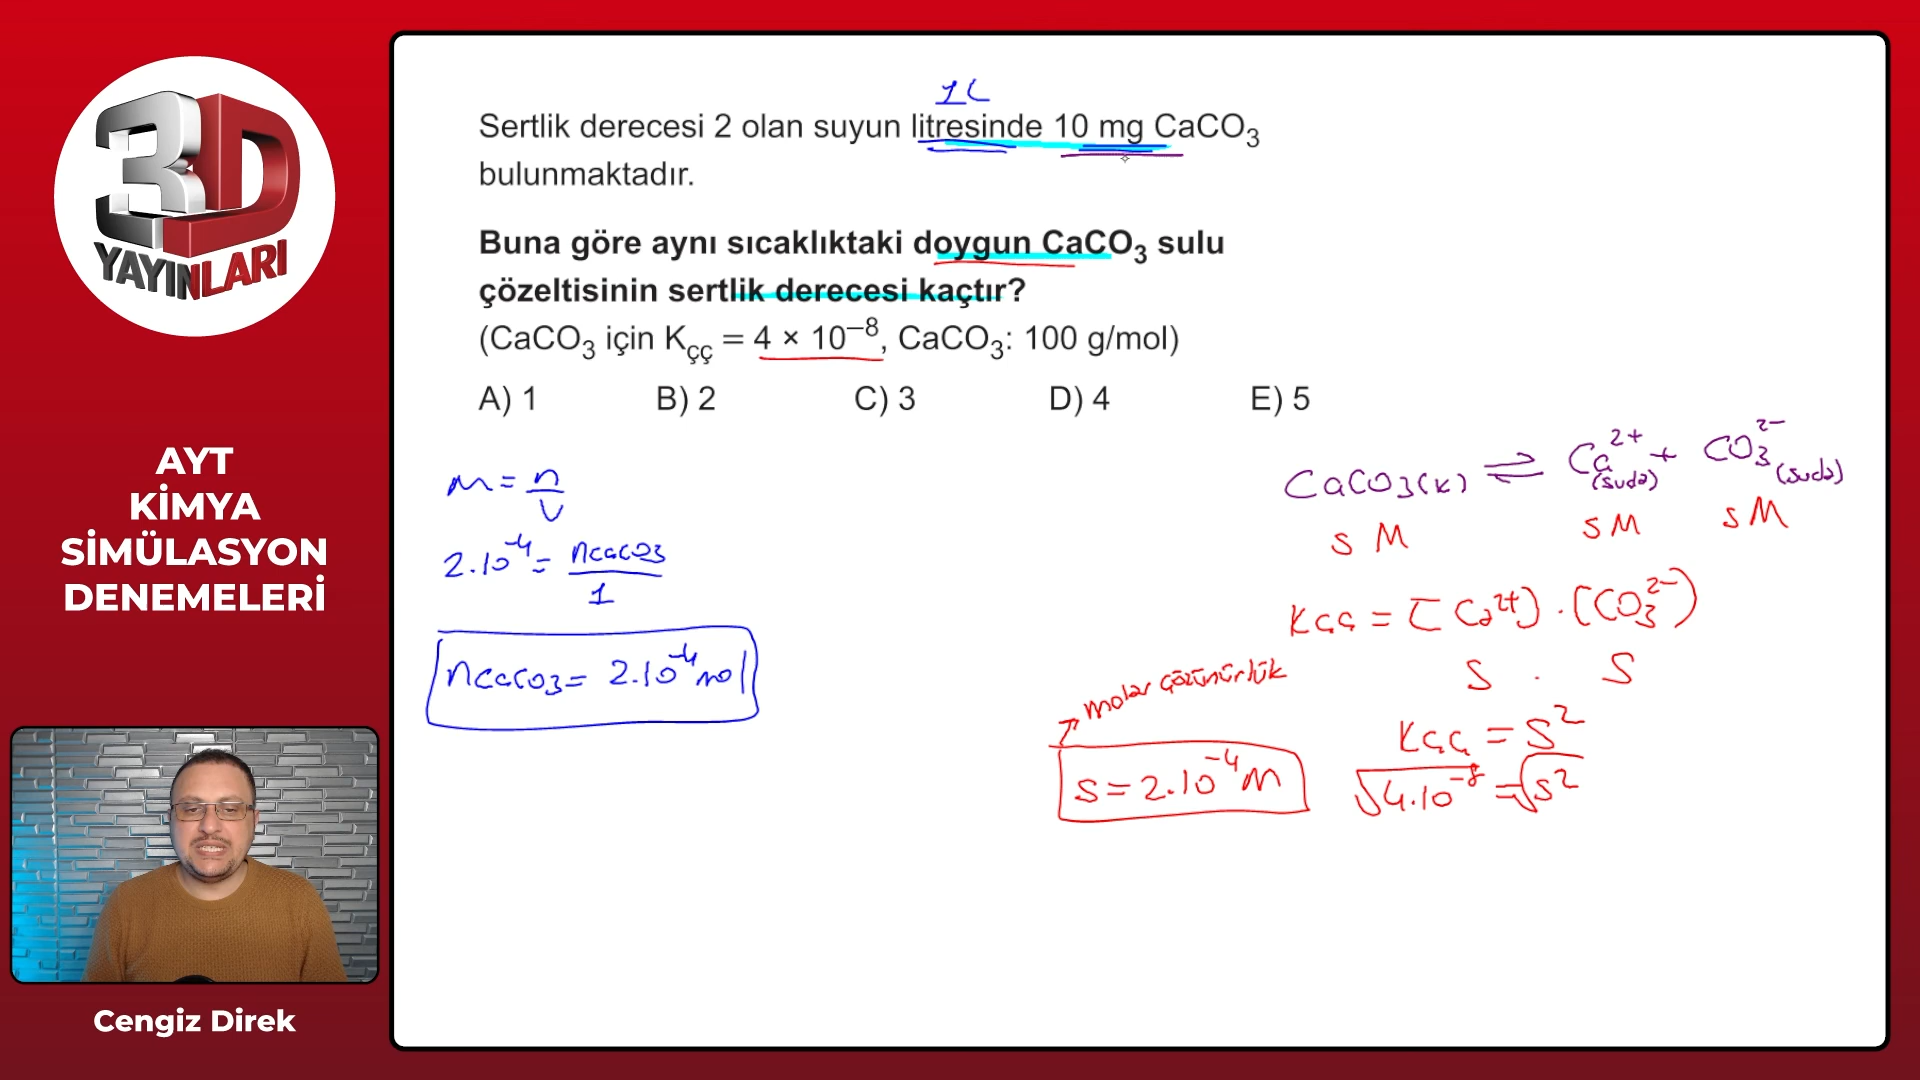 3D
YAYINLARI
AYT
KİMYA
SİMÜLASYON
DENEMELERİ
Cengiz Direk
1L
Sertlik derecesi 2 olan suyun litresinde 10 mg CaCO₃
bulunmaktadır.
Buna göre aynı sıcaklıktaki doygun CaCO₃ sulu
çözeltisinin sertlik derecesi kaçtır?
(CaCO₃ için Kçç = 4 × 10⁻⁸, CaCO₃: 100 g/mol)
A) 1 B) 2 C) 3 D) 4 E) 5
M = n/V
2.10⁻⁴ = nCaCO3/1
nCaCO3 = 2.10⁻⁴ mol
CaCO3(k) ⇌ Ca²⁺(suda) + CO₃²⁻(suda)
s M s M s M
Kçç = [Ca²⁺] . [CO₃²⁻]
S . S
Kçç = S²
√4.10⁻⁸ = √S²
molar çözünürlük
s = 2.10⁻⁴ M